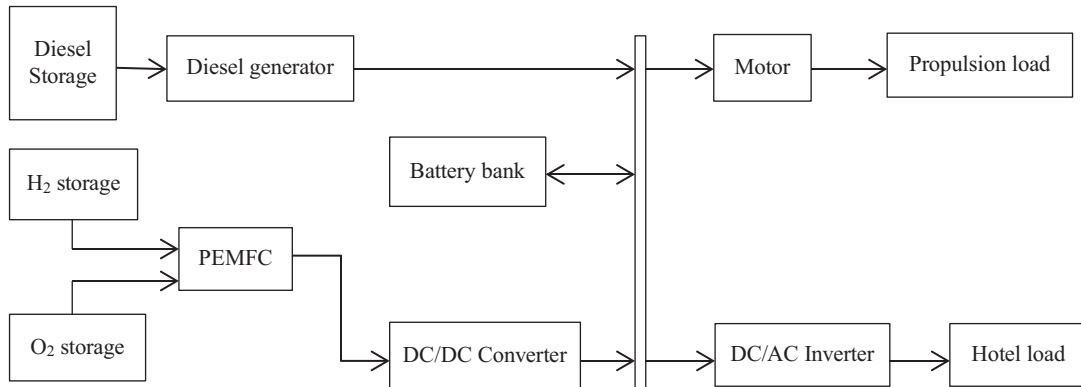 Diesel
Storage
Diesel generator
Motor
Propulsion load
Battery bank
H₂ storage
PEMFC
O₂ storage
DC/DC Converter
DC/AC Inverter
Hotel load